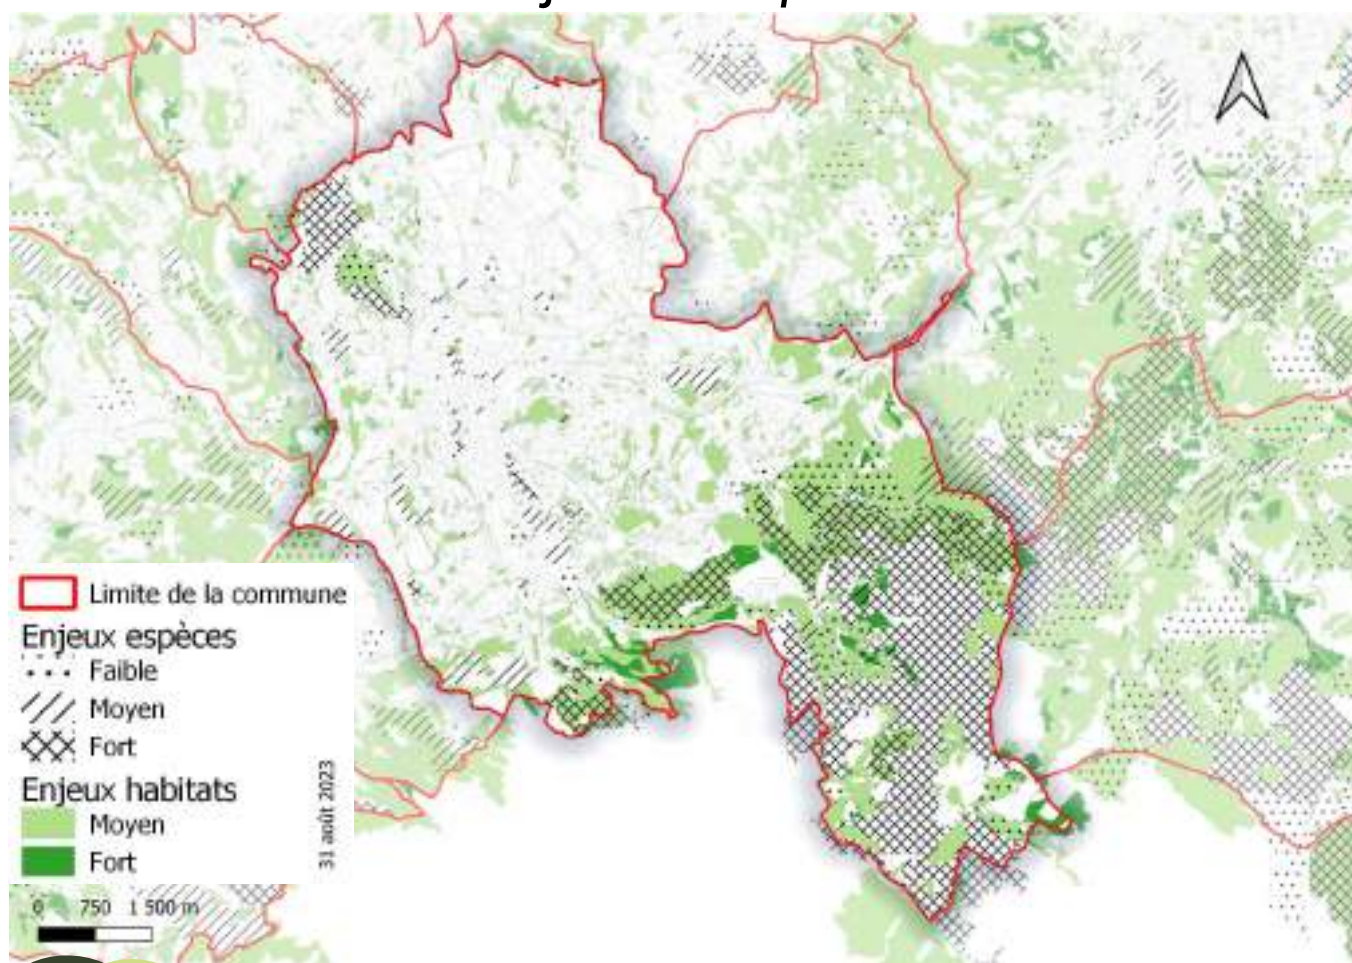 Limite de la commune
Enjeux espèces
Faible
Moyen
Fort
Enjeux habitats
Moyen
Fort
31 août 2023
0 750 1 500 m